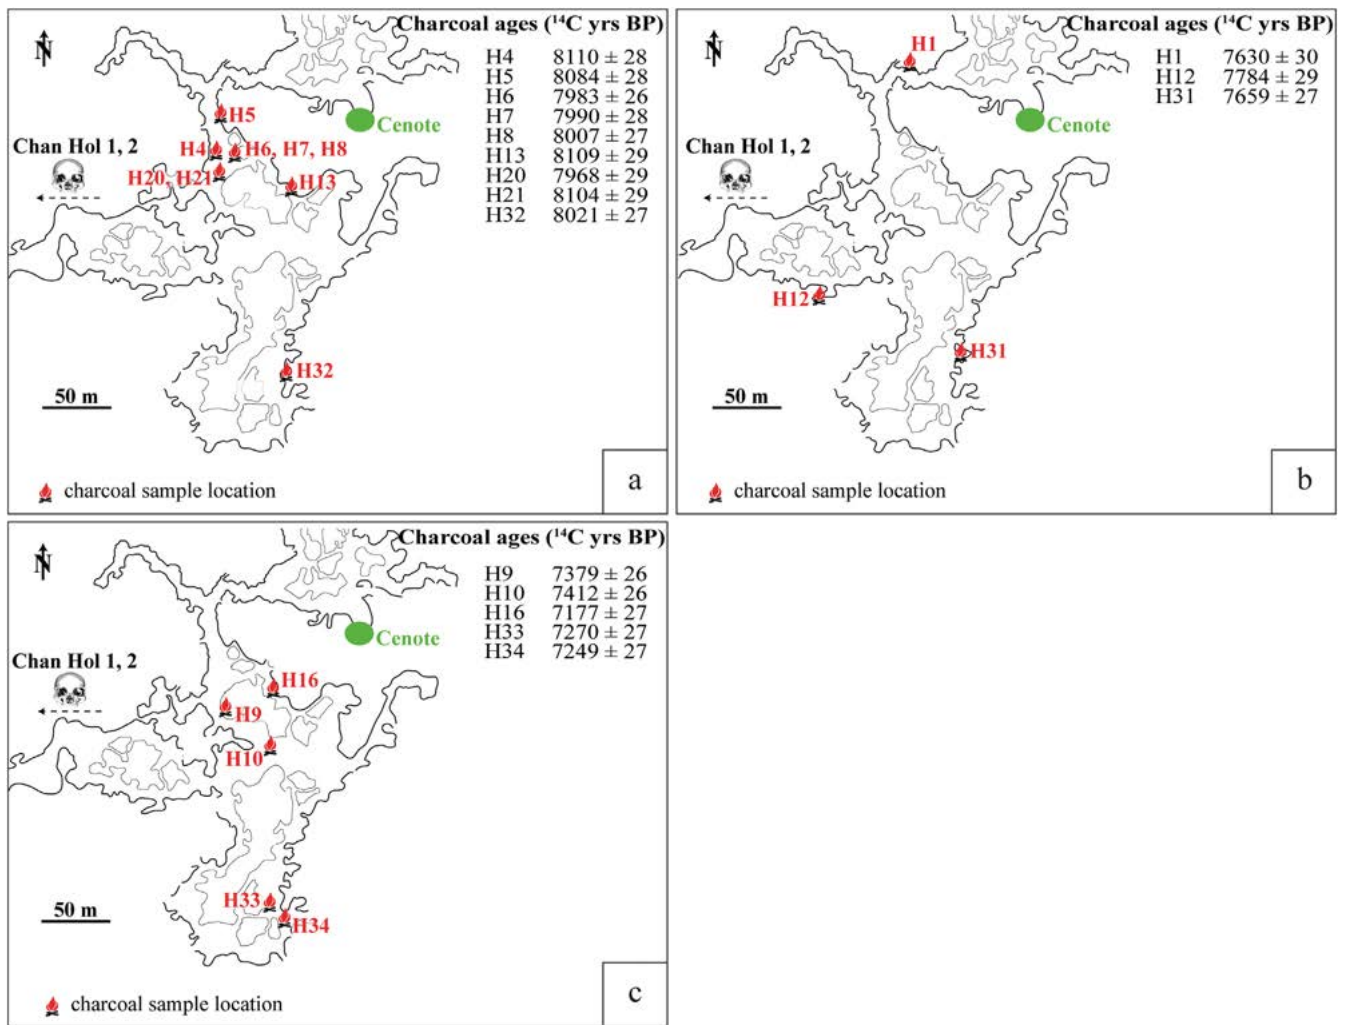 Charcoal ages (¹⁴C yrs BP)
N
H4 8110 ± 28
H5 8084 ± 28
H6 7983 ± 26
H7 7990 ± 28
H8 8007 ± 27
H13 8109 ± 29
H20 7968 ± 29
H21 8104 ± 29
H32 8021 ± 27
H5
Cenote
Chan Hol 1, 2
H4
H6, H7, H8
H20, H21
H13
H32
50 m
charcoal sample location
a
Charcoal ages (¹⁴C yrs BP)
N
H1
H1 7630 ± 30
H12 7784 ± 29
H31 7659 ± 27
Cenote
Chan Hol 1, 2
H12
H31
50 m
charcoal sample location
b
Charcoal ages (¹⁴C yrs BP)
N
H9 7379 ± 26
H10 7412 ± 26
H16 7177 ± 27
H33 7270 ± 27
H34 7249 ± 27
Cenote
Chan Hol 1, 2
H16
H9
H10
H33
H34
50 m
charcoal sample location
c